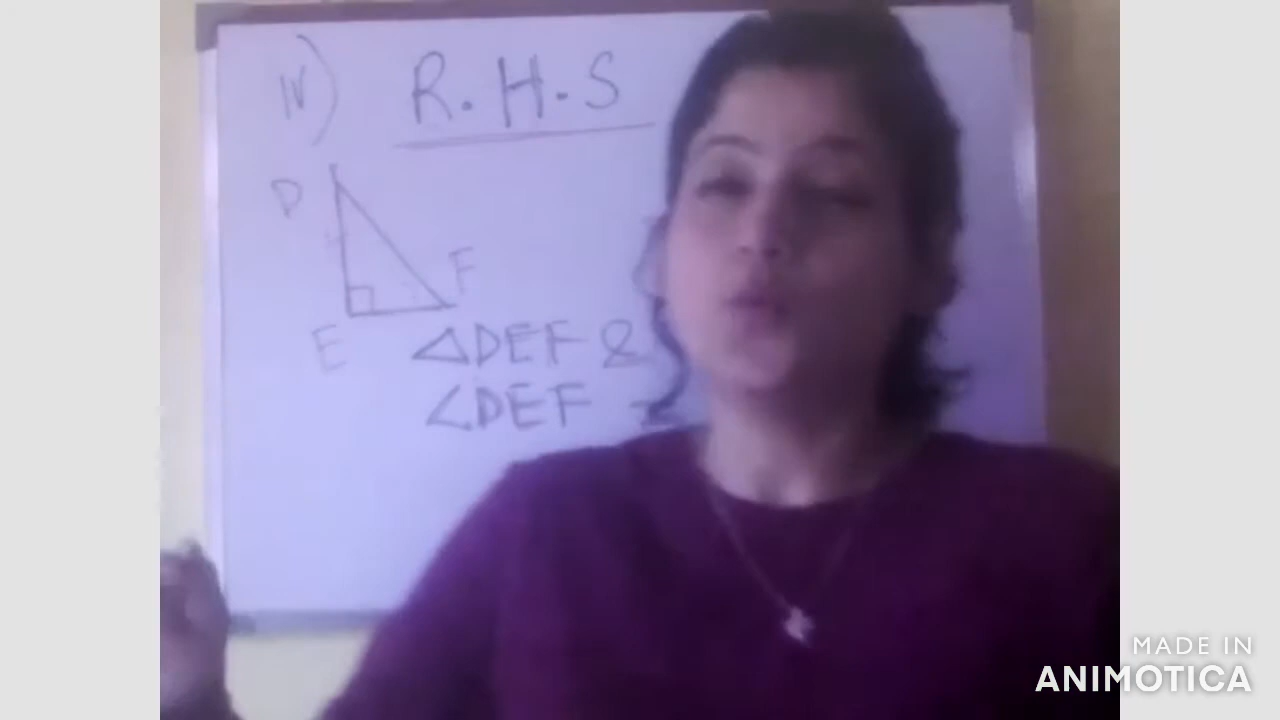 iv) R.H.S
D
F
E
△DEF &
∠DEF =
MADE IN
ANIMOTICA